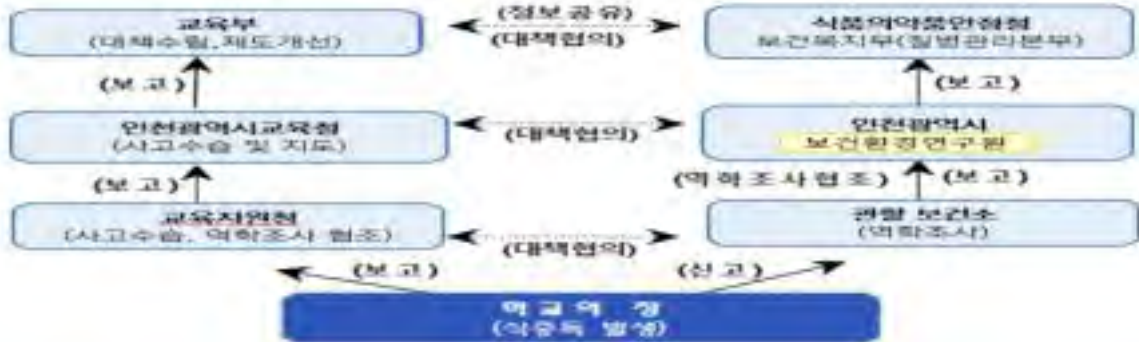 교육부
(대책수립,제도개선)
(정보공유)
(대책협의)
식품의약품안전청
보건복지부(질병관리본부)
(보 고)
(보 고)
인천광역시교육청
(사고수습 및 지도)
(대책협의)
인천광역시
보건환경연구원
(보 고)
(역학조사협조)
(보 고)
교육지원청
(사고수습, 역학조사 협조)
(대책협의)
관할 보건소
(역학조사)
(보 고)
(신 고)
학 교 의 장
(식중독 발생)